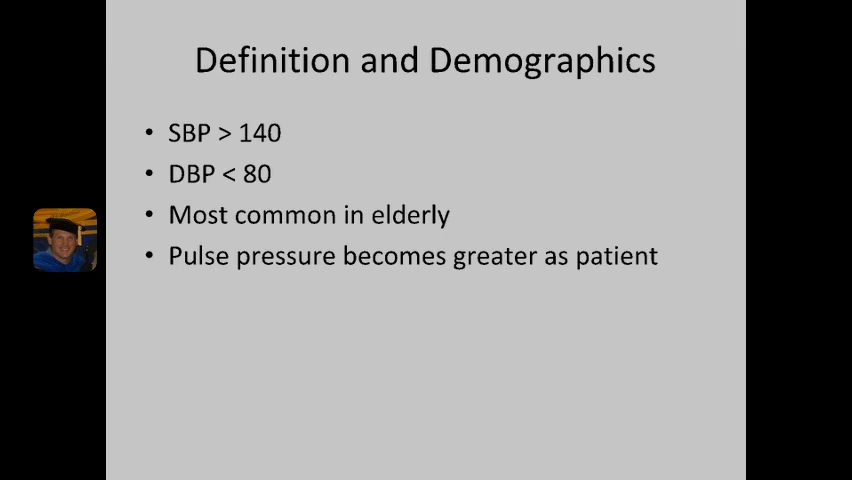 Definition and Demographics
• SBP > 140
• DBP < 80
• Most common in elderly
• Pulse pressure becomes greater as patient